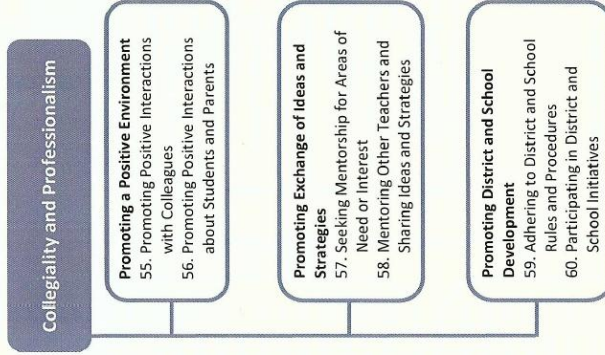 Collegiality and Professionalism
Promoting a Positive Environment
55. Promoting Positive Interactions
with Colleagues
56. Promoting Positive Interactions
about Students and Parents
Promoting Exchange of Ideas and
Strategies
57. Seeking Mentorship for Areas of
Need or Interest
58. Mentoring Other Teachers and
Sharing Ideas and Strategies
Promoting District and School
Development
59. Adhering to District and School
Rules and Procedures
60. Participating in District and
School Initiatives